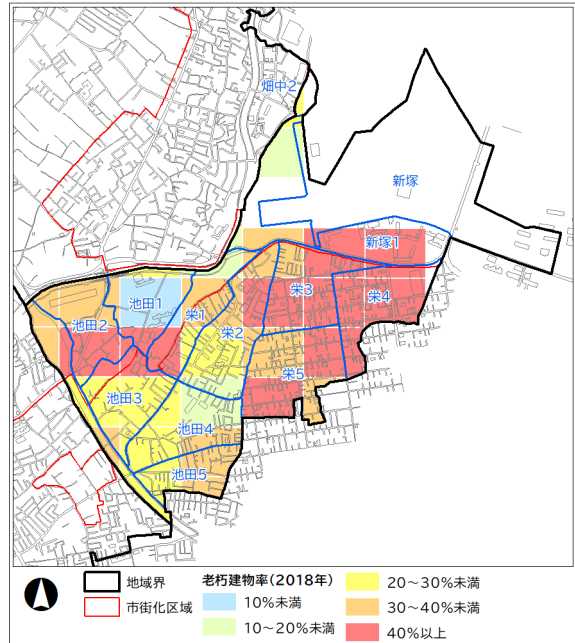 畑中2
新塚
新塚1
栄3
栄4
池田1
栄1
池田2
栄2
栄5
池田3
池田4
池田5
地域界
市街化区域
老朽建物率(2018年)
10%未満
10~20%未満
20~30%未満
30~40%未満
40%以上